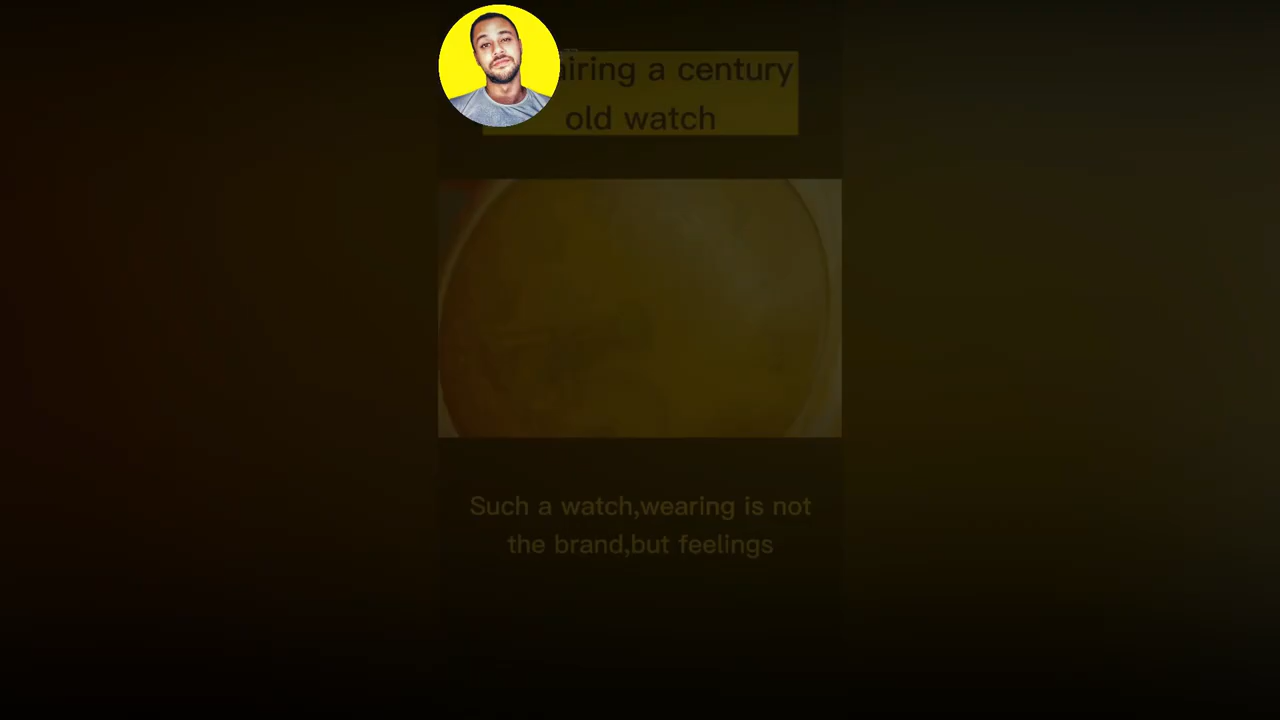 iring a century
old watch
Such a watch,wearing is not
the brand,but feelings